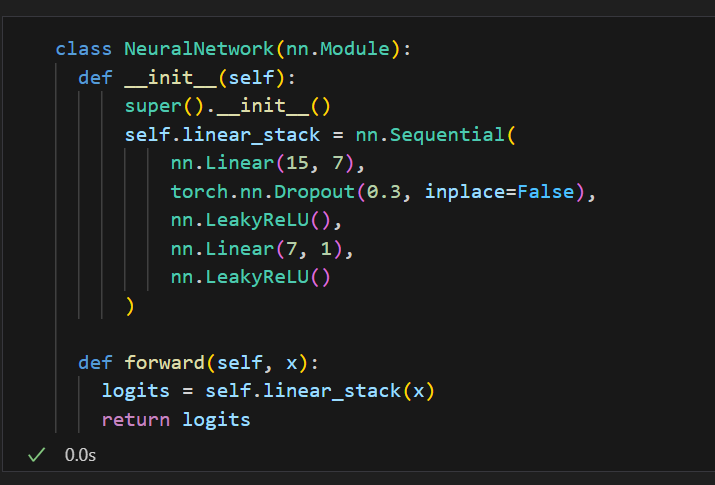 class NeuralNetwork(nn.Module):
  def __init__(self):
      super().__init__()
      self.linear_stack = nn.Sequential(
          nn.Linear(15, 7),
          torch.nn.Dropout(0.3, inplace=False),
          nn.LeakyReLU(),
          nn.Linear(7, 1),
          nn.LeakyReLU()
      )

  def forward(self, x):
    logits = self.linear_stack(x)
    return logits
✓ 0.0s